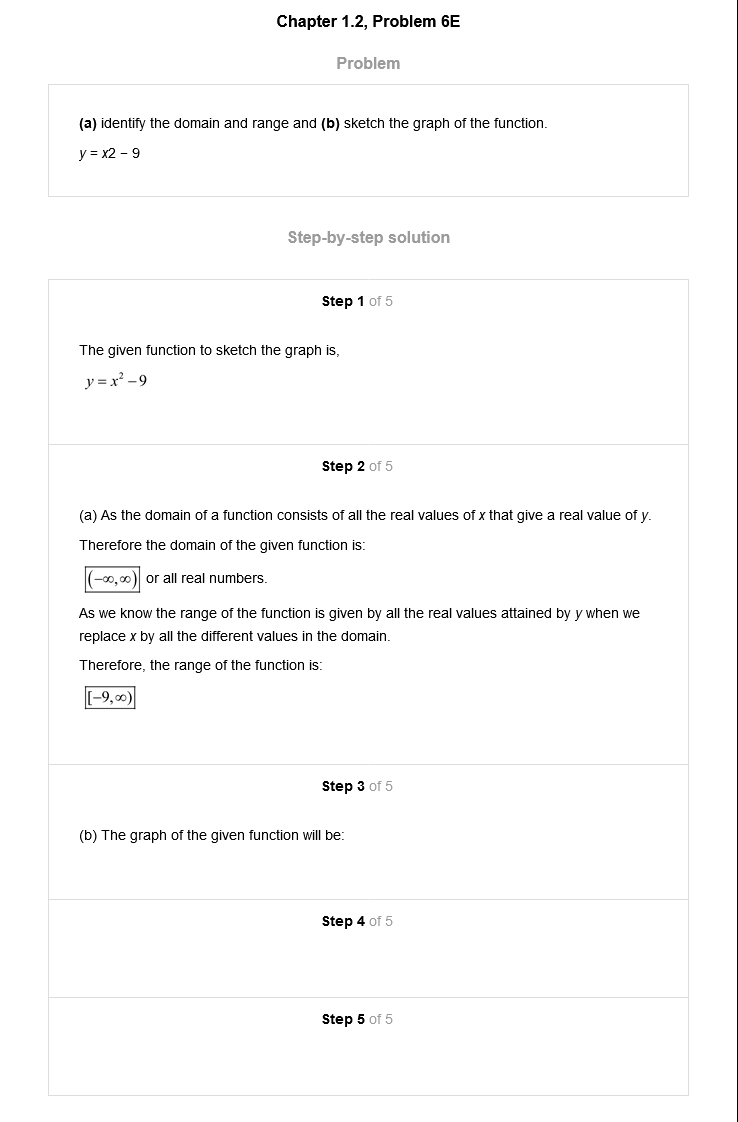 Chapter 1.2, Problem 6E
Problem
(a) identify the domain and range and (b) sketch the graph of the function.
y = x2 − 9
Step-by-step solution
Step 1 of 5
The given function to sketch the graph is,
y = x² − 9
Step 2 of 5
(a) As the domain of a function consists of all the real values of x that give a real value of y.
Therefore the domain of the given function is:
(−∞,∞) or all real numbers.
As we know the range of the function is given by all the real values attained by y when we
replace x by all the different values in the domain.
Therefore, the range of the function is:
[−9,∞)
Step 3 of 5
(b) The graph of the given function will be:
Step 4 of 5
Step 5 of 5